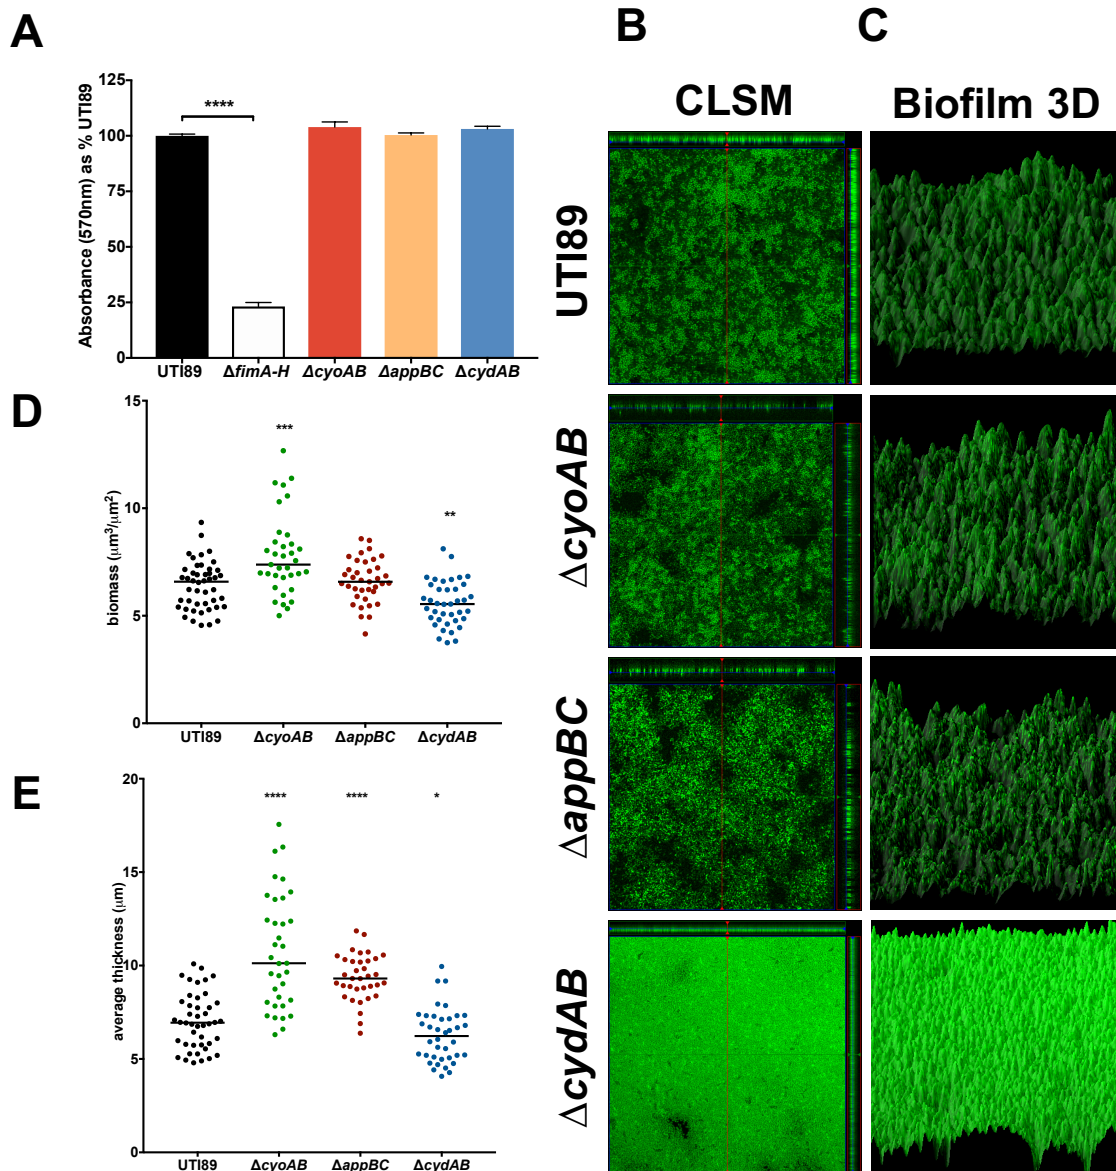 A
B
C
125
100
75
50
25
0
Absorbance (570nm) as % UTI89
****
UTI89
ΔfimA-H
ΔcyoAB
ΔappBC
ΔcydAB
CLSM
Biofilm 3D
UTI89
ΔcyoAB
ΔappBC
ΔcydAB
D
15
10
5
0
biomass (μm³/μm²)
***
**
UTI89
ΔcyoAB
ΔappBC
ΔcydAB
E
20
15
10
5
0
average thickness (μm)
****
****
*
UTI89
ΔcyoAB
ΔappBC
ΔcydAB